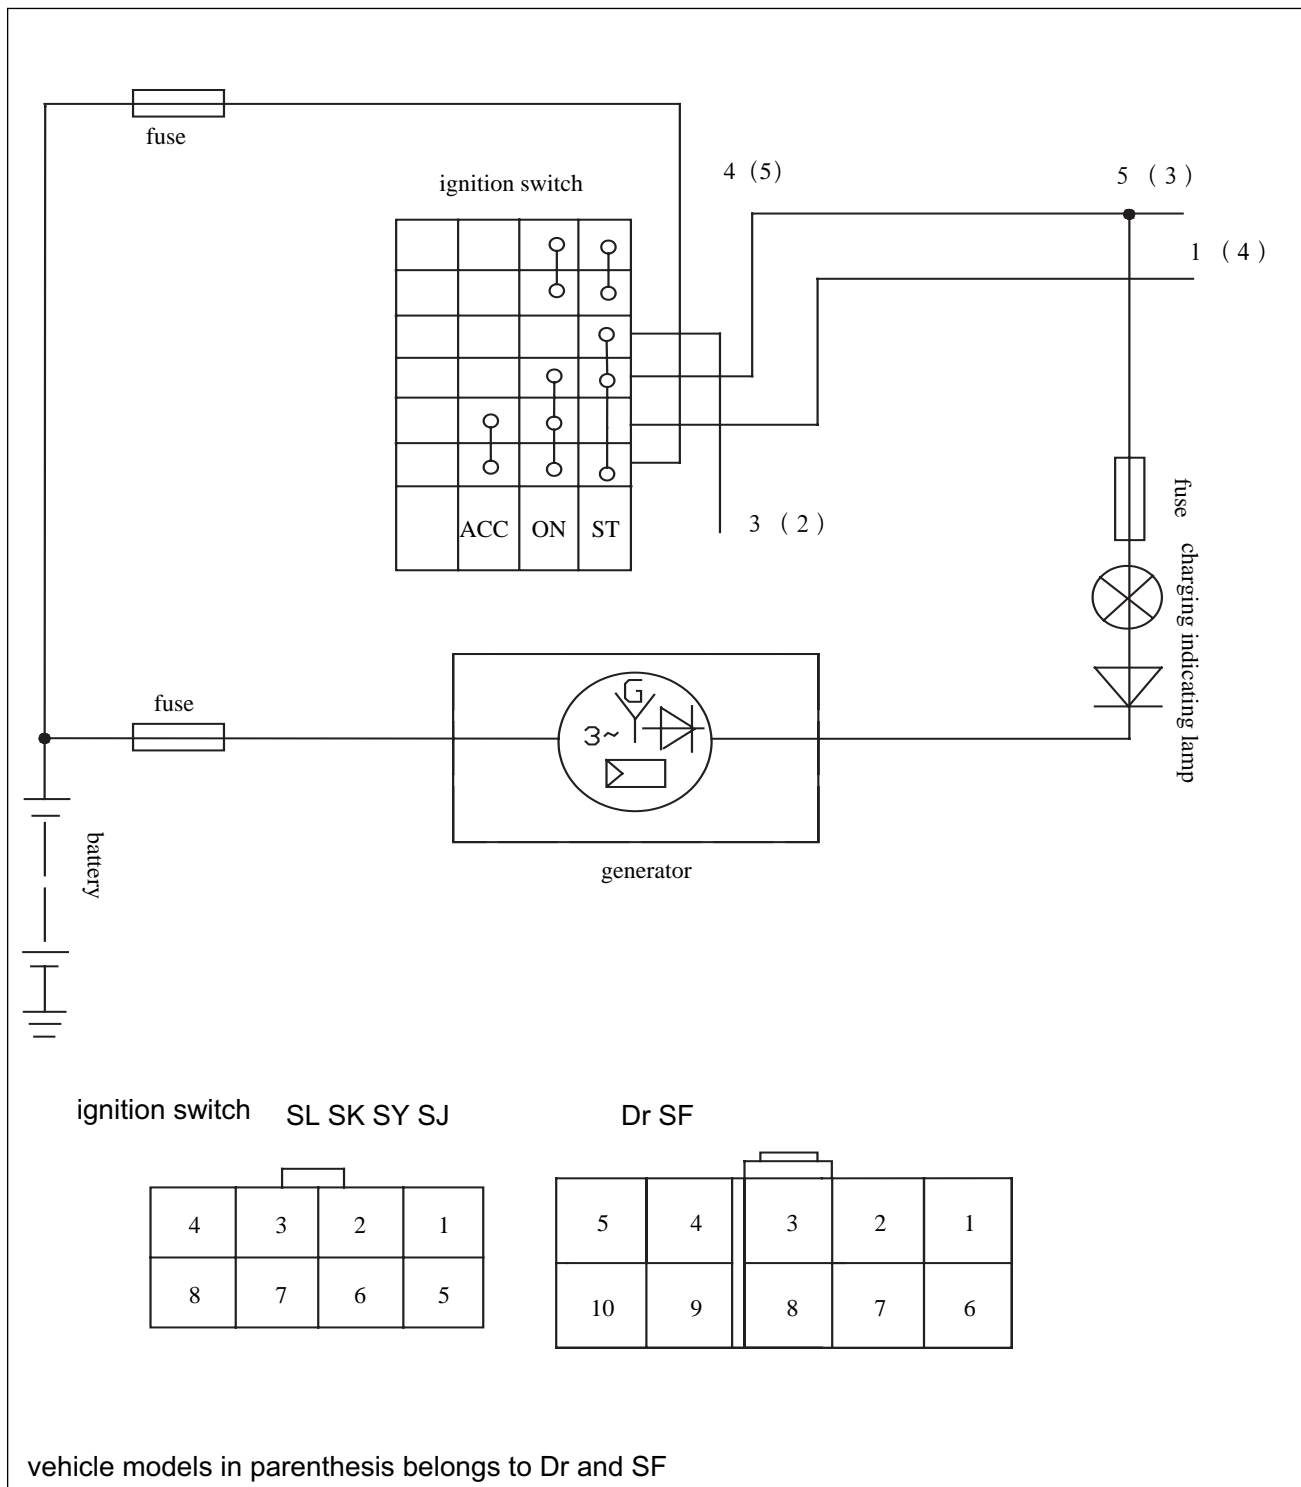 fuse
ignition switch
4 (5)
5 (3)
1 (4)
ACC ON ST
3 (2)
fuse
charging indicating lamp
fuse
G
3~
battery
generator
ignition switch SL SK SY SJ
Dr SF
4 3 2 1
8 7 6 5
5 4 3 2 1
10 9 8 7 6
vehicle models in parenthesis belongs to Dr and SF